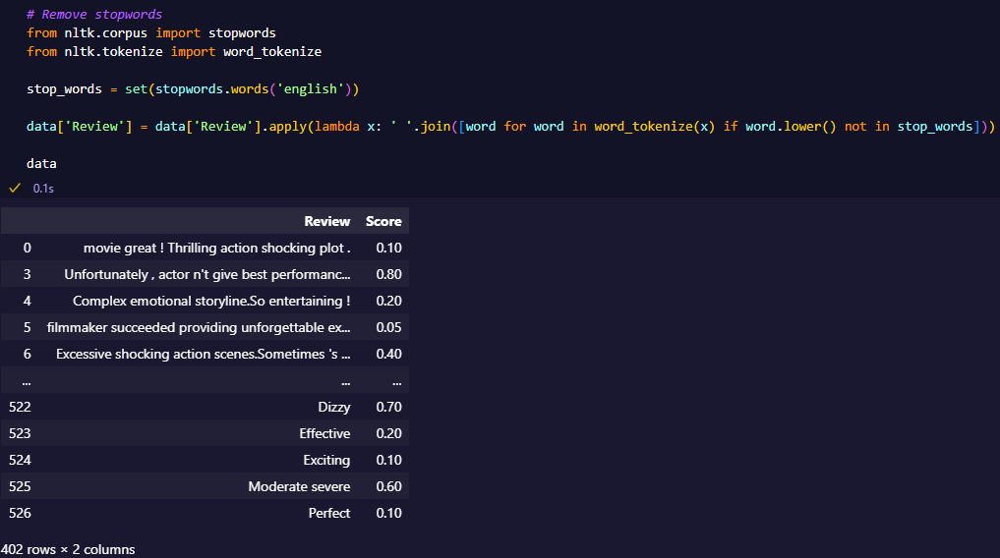 # Remove stopwords
from nltk.corpus import stopwords
from nltk.tokenize import word_tokenize
stop_words = set(stopwords.words('english'))
data['Review'] = data['Review'].apply(lambda x: ' '.join([word for word in word_tokenize(x) if word.lower() not in stop_words]))
data
0.1s
Review Score
0 movie great ! Thrilling action shocking plot . 0.10
3 Unfortunately , actor n't give best performanc... 0.80
4 Complex emotional storyline.So entertaining ! 0.20
5 filmmaker succeeded providing unforgettable ex... 0.05
6 Excessive shocking action scenes.Sometimes 's ... 0.40
... ... ...
522 Dizzy 0.70
523 Effective 0.20
524 Exciting 0.10
525 Moderate severe 0.60
526 Perfect 0.10
402 rows × 2 columns